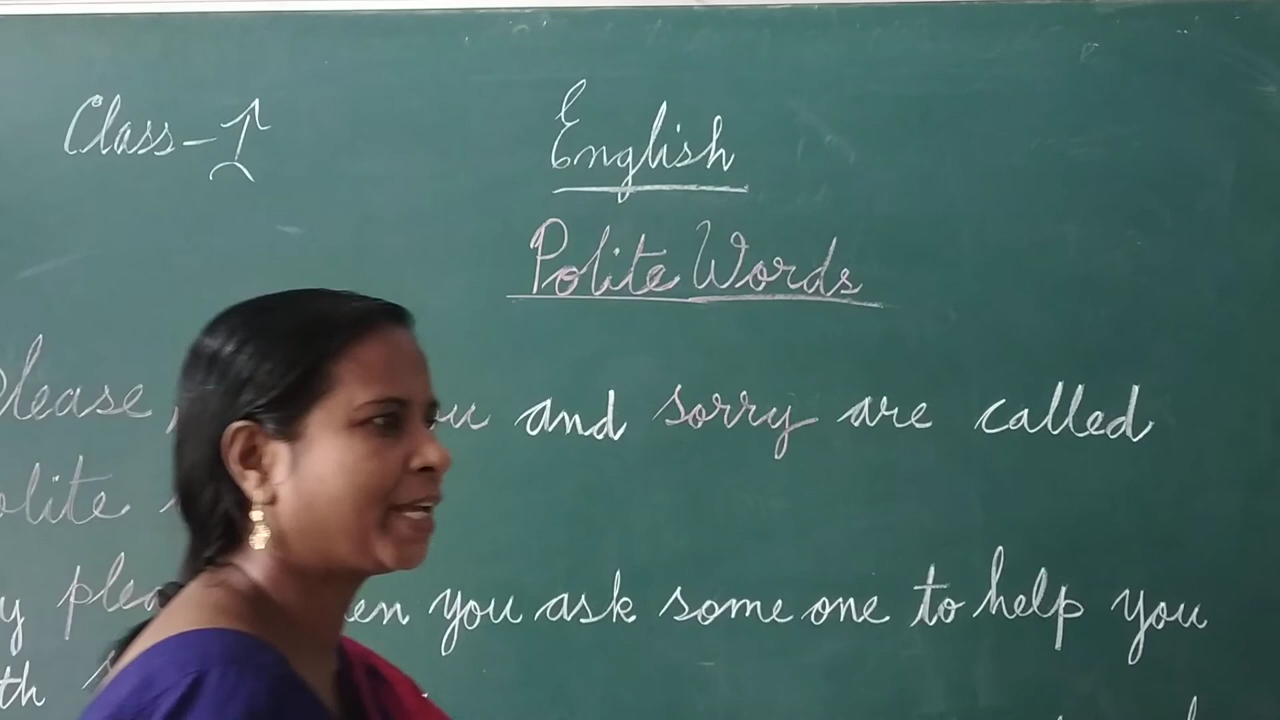 Class-I
English
Polite Words
Please, ou and sorry are called
olite
y plea en you ask some one to help you
th s